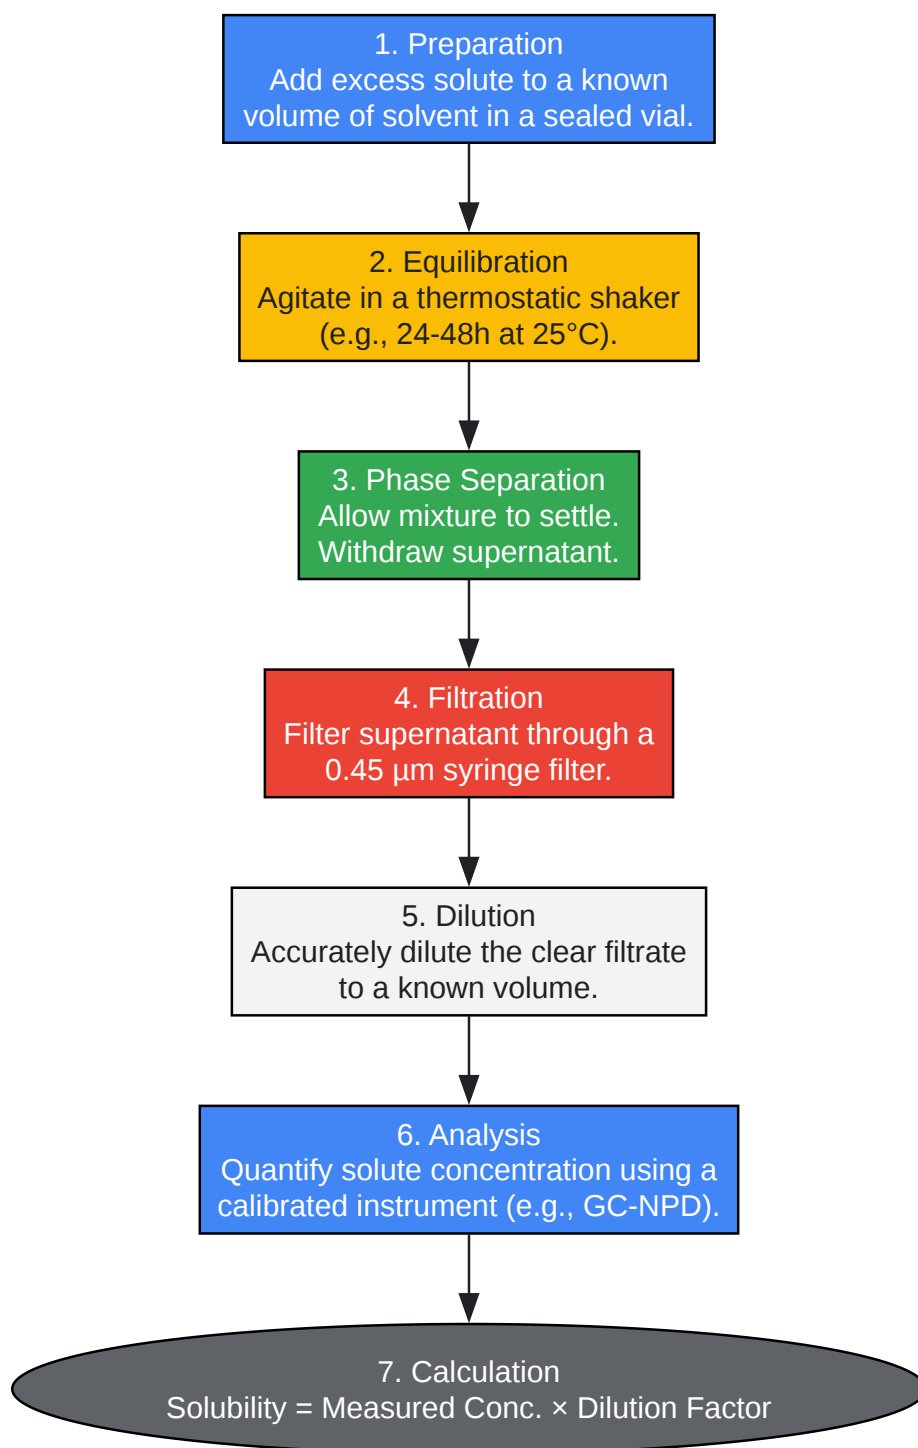 1. Preparation
Add excess solute to a known
volume of solvent in a sealed vial.
2. Equilibration
Agitate in a thermostatic shaker
(e.g., 24-48h at 25°C).
3. Phase Separation
Allow mixture to settle.
Withdraw supernatant.
4. Filtration
Filter supernatant through a
0.45 µm syringe filter.
5. Dilution
Accurately dilute the clear filtrate
to a known volume.
6. Analysis
Quantify solute concentration using a
calibrated instrument (e.g., GC-NPD).
7. Calculation
Solubility = Measured Conc. × Dilution Factor